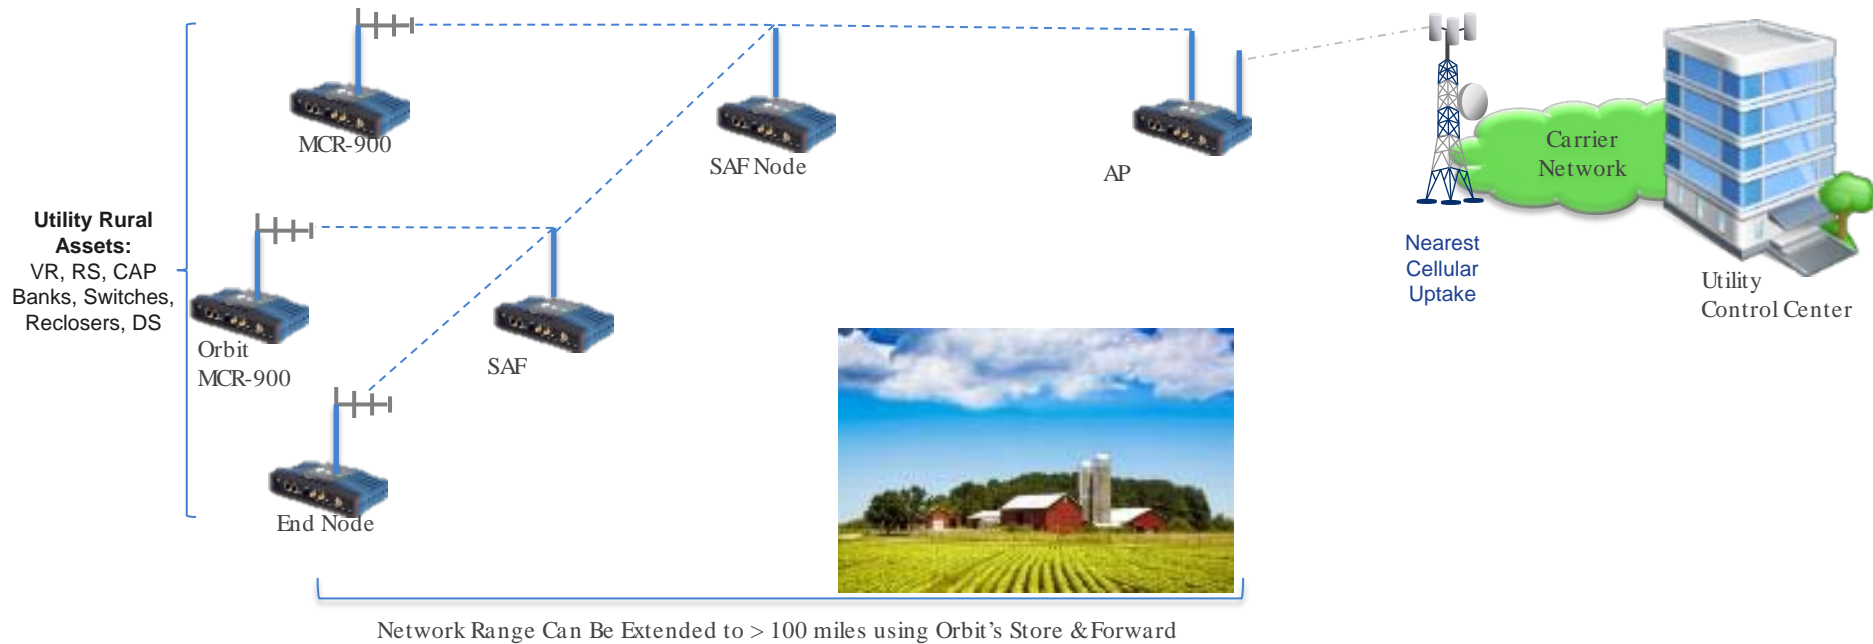 MCR-900
SAF Node
AP
Carrier
Network
Utility Rural
Assets:
VR, RS, CAP
Banks, Switches,
Reclosers, DS
Orbit
MCR-900
SAF
Nearest
Cellular
Uptake
Utility
Control Center
End Node
Network Range Can Be Extended to > 100 miles using Orbit's Store & Forward